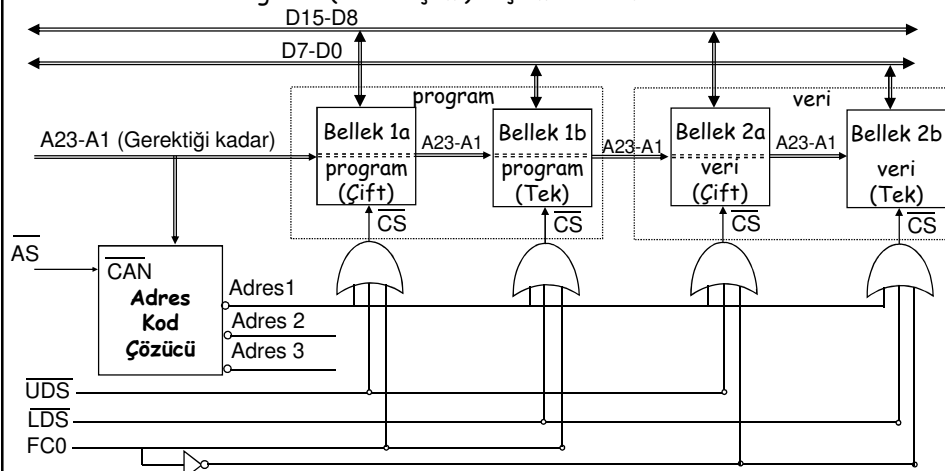 D15-D8
D7-D0
program
veri
A23-A1 (Gerektiği kadar)
Bellek 1a
program
(Çift)
A23-A1
Bellek 1b
program
(Tek)
A23-A1
Bellek 2a
veri
(Çift)
A23-A1
Bellek 2b
veri
(Tek)
CS
CS
CS
CS
AS
CAN
Adres
Kod
Çözücü
Adres1
Adres 2
Adres 3
UDS
LDS
FC0